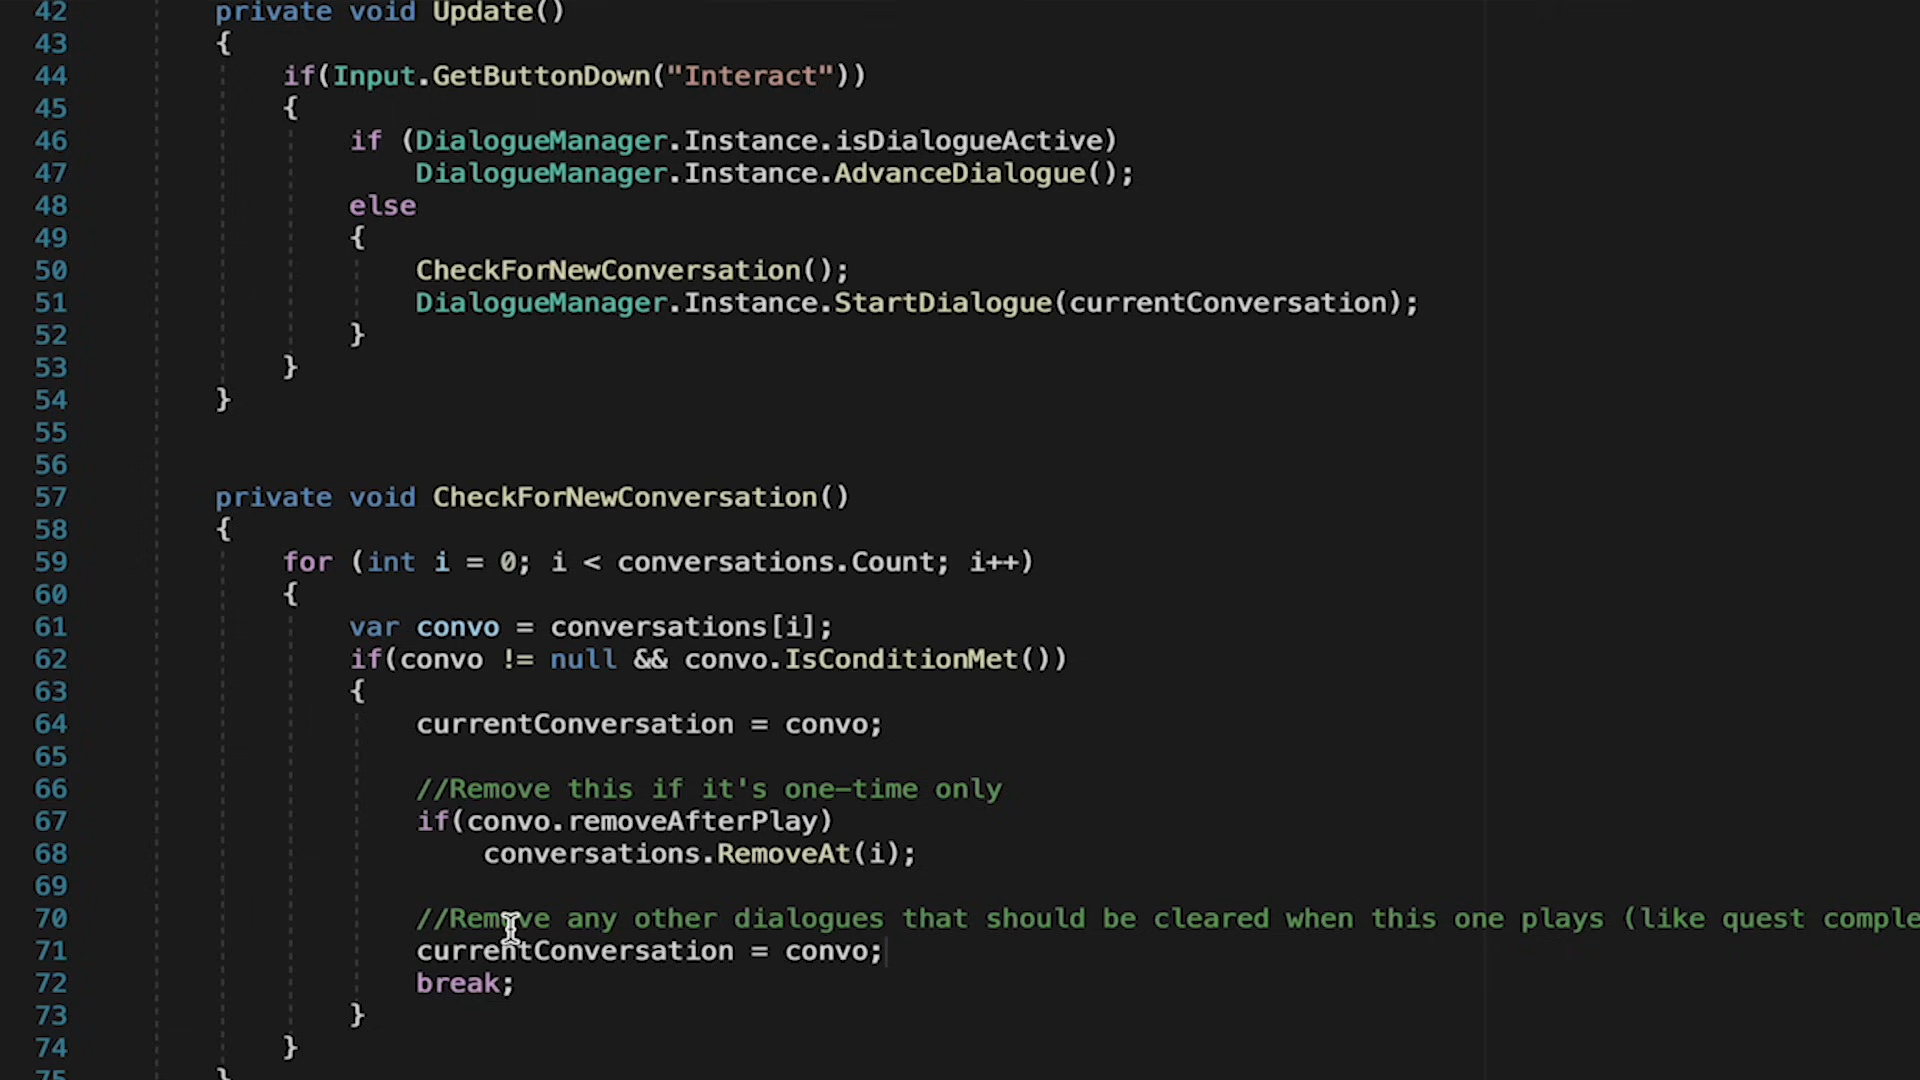 42 private void Update()
43 {
44 if(Input.GetButtonDown("Interact"))
45 {
46 if (DialogueManager.Instance.isDialogueActive)
47 DialogueManager.Instance.AdvanceDialogue();
48 else
49 {
50 CheckForNewConversation();
51 DialogueManager.Instance.StartDialogue(currentConversation);
52 }
53 }
54 }
55
56
57 private void CheckForNewConversation()
58 {
59 for (int i = 0; i < conversations.Count; i++)
60 {
61 var convo = conversations[i];
62 if(convo != null && convo.IsConditionMet())
63 {
64 currentConversation = convo;
65
66 //Remove this if it's one-time only
67 if(convo.removeAfterPlay)
68 conversations.RemoveAt(i);
69
70 //Remove any other dialogues that should be cleared when this one plays (like quest comple
71 currentConversation = convo;
72 break;
73 }
74 }
75 }